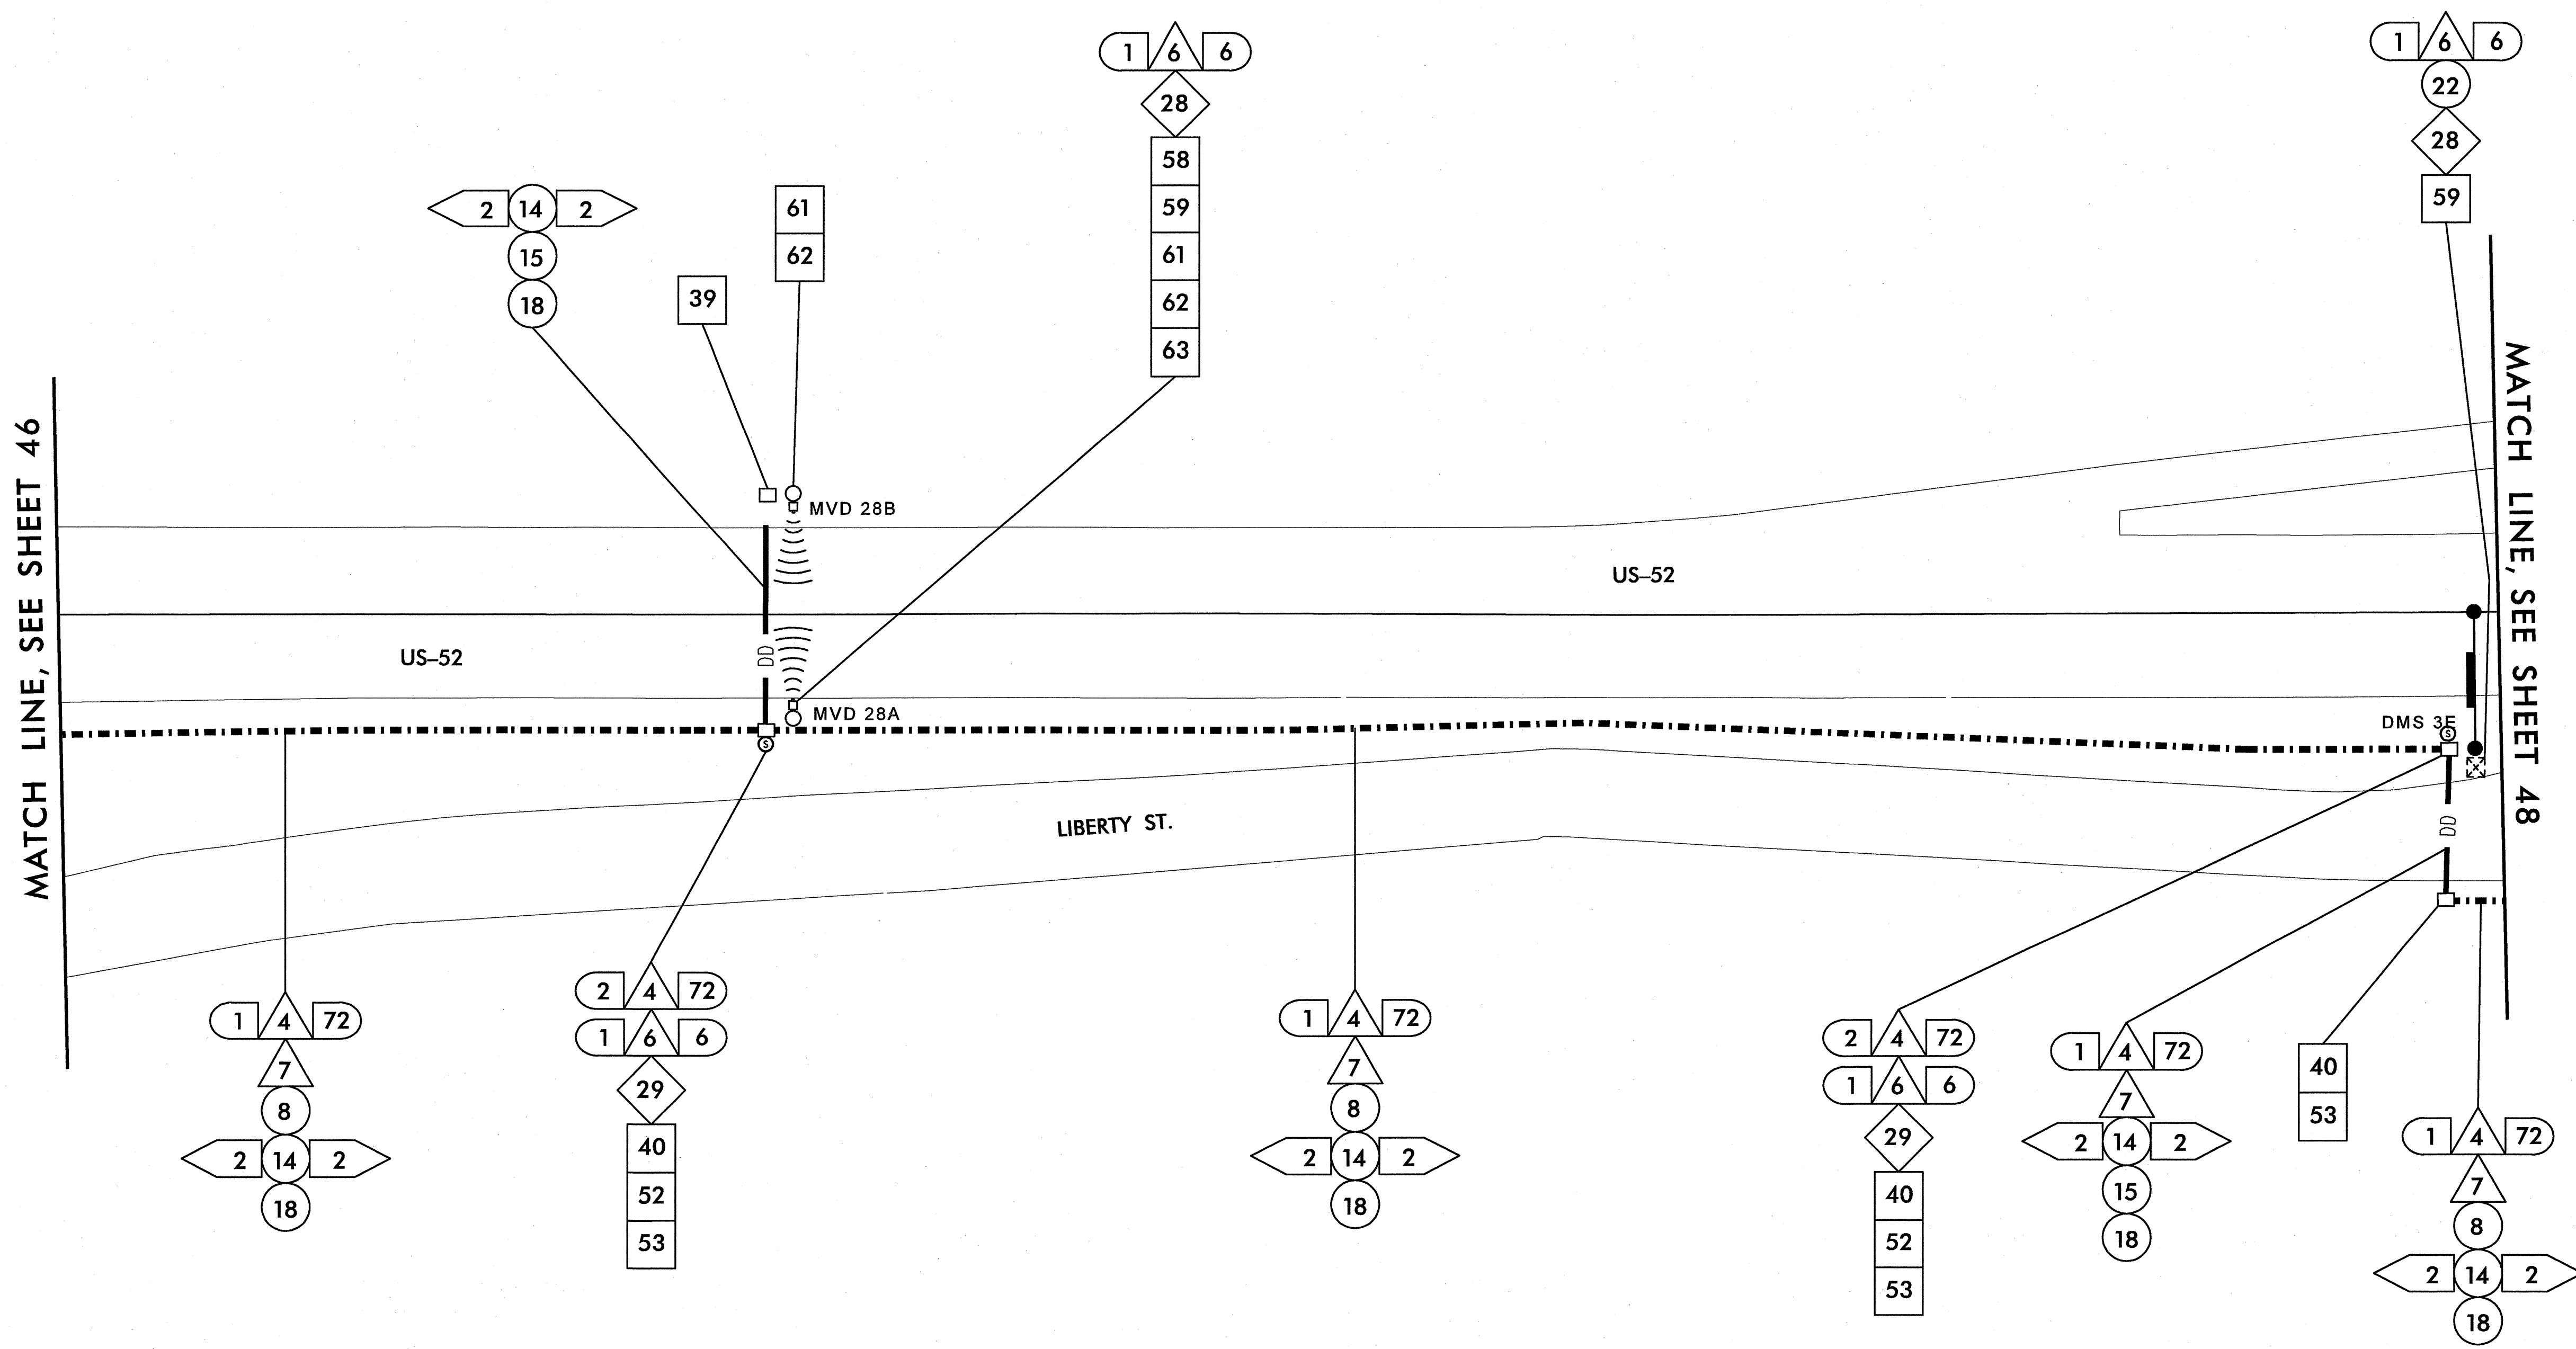 1 6 6
28
58
59
61
62
63
1 6 6
22
28
59
2 14 2
15
18
39
61
62
MATCH LINE, SEE SHEET 46
MATCH LINE, SEE SHEET 48
MVD 28B
US–52
US–52
DD
MVD 28A
S
DMS 3E
S
DD
LIBERTY ST.
1 4 72
7
8
2 14 2
18
2 4 72
1 6 6
29
40
52
53
1 4 72
7
8
2 14 2
18
2 4 72
1 6 6
29
40
52
53
1 4 72
7
2 14 2
15
18
40
53
1 4 72
7
8
2 14 2
18